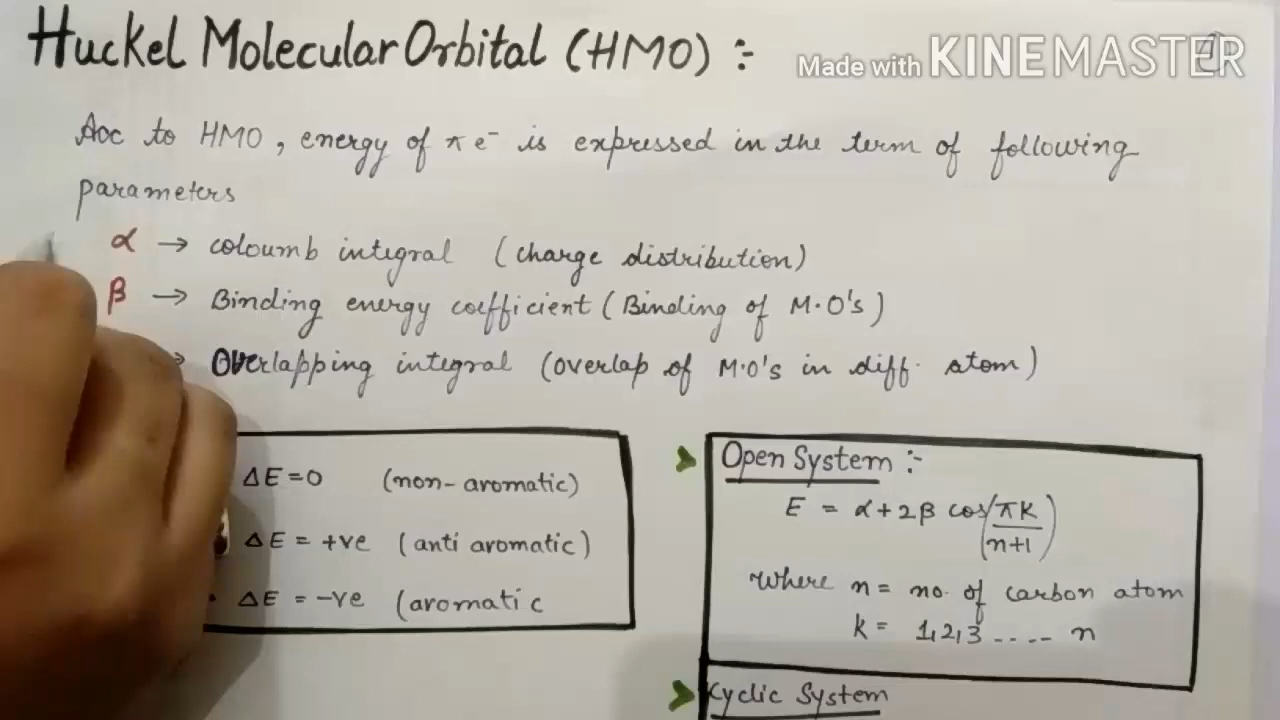 Huckel Molecular Orbital (HMO) :-
Made with KINEMASTER
Acc to HMO, energy of π e⁻ is expressed in the term of following
parameters
α → coloumb integral (charge distribution)
β → Binding energy coefficient (Binding of M.O's)
Overlapping integral (overlap of M.O's in diff. atom)
ΔE = 0 (non-aromatic)
ΔE = +ve (anti aromatic)
ΔE = -ve (aromatic
Open System :-
E = α + 2β cos(πk/n+1)
where n = no. of carbon atom
k = 1,2,3 ..... n
Cyclic System